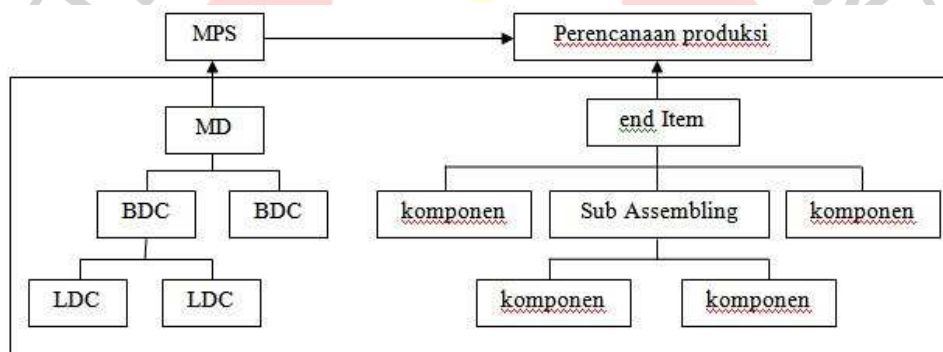 MPS
Perencanaan produksi
MD
end Item
BDC
BDC
komponen
Sub Assembling
komponen
LDC
LDC
komponen
komponen